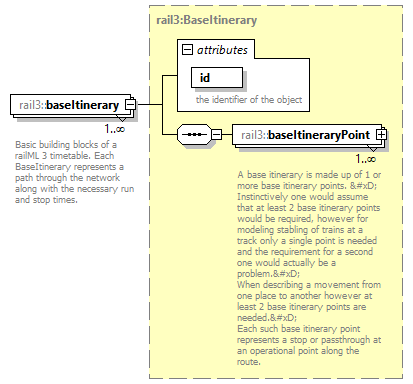 rail3:BaseItinerary
attributes
id
the identifier of the object
rail3::baseItinerary
1..∞
Basic building blocks of a
railML 3 timetable. Each
BaseItinerary represents a
path through the network
along with the necessary run
and stop times.
rail3::baseItineraryPoint
1..∞
A base itinerary is made up of 1 or
more base itinerary points. &#xD;
Instinctively one would assume
that at least 2 base itinerary points
would be required, however for
modeling stabling of trains at a
track only a single point is needed
and the requirement for a second
one would actually be a
problem.&#xD;
When describing a movement from
one place to another however at
least 2 base itinerary points are
needed.&#xD;
Each such base itinerary point
represents a stop or passthrough at
an operational point along the
route.